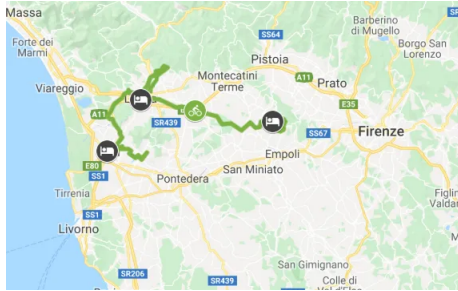 Massa
Barberino
di Mugello
SS64
Forte dei
Marmi
Pistoia
Borgo San
Lorenzo
Montecatini
Terme
A11
Prato
Viareggio
E35
A11
SR439
SS67
Firenze
Empoli
E80
SS1
San Miniato
Pontedera
Tirrenia
SS1
Livorno
San Gimignano
SR206
SR439
Colle di